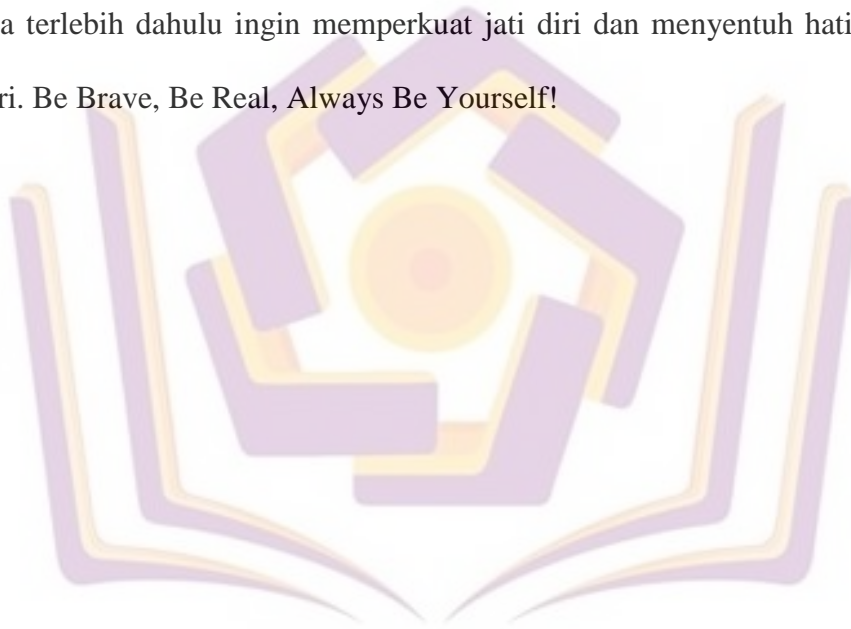 a terlebih dahulu ingin memperkuat jati diri dan menyentuh hati
ri. Be Brave, Be Real, Always Be Yourself!